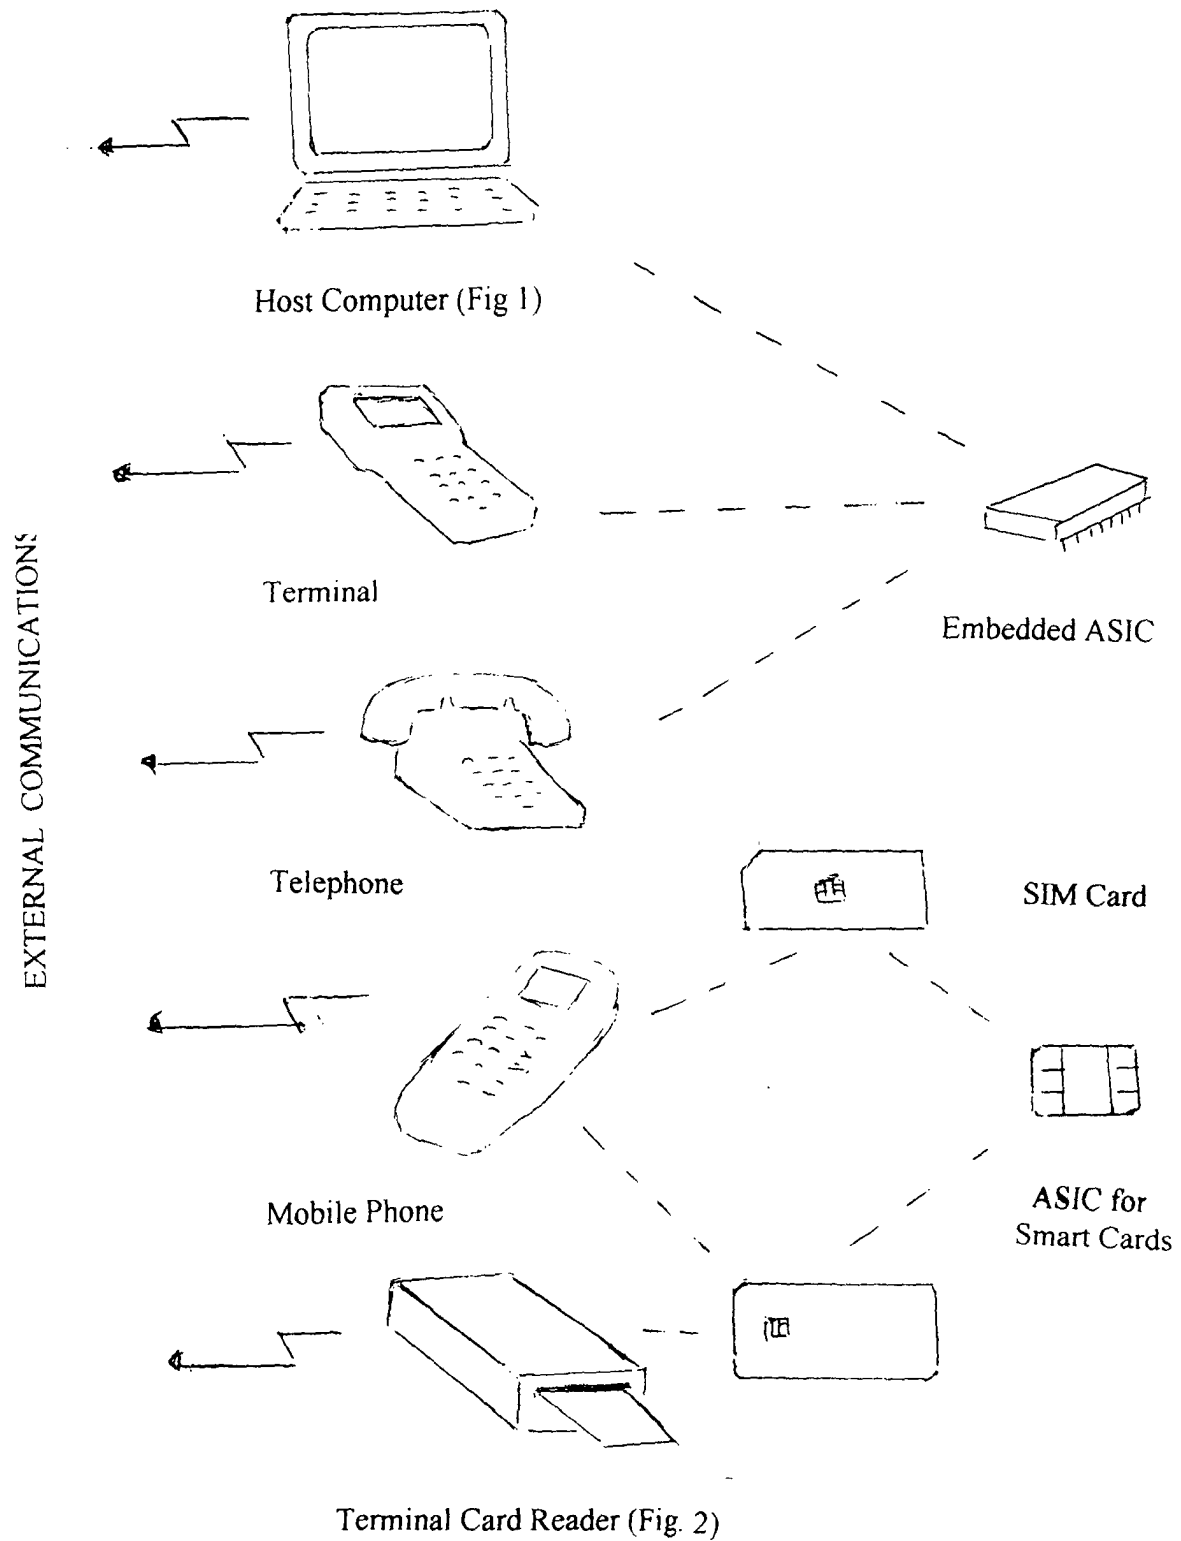 Host Computer (Fig 1)
Terminal
Embedded ASIC
EXTERNAL COMMUNICATIONS
Telephone
SIM Card
Mobile Phone
ASIC for
Smart Cards
Terminal Card Reader (Fig. 2)